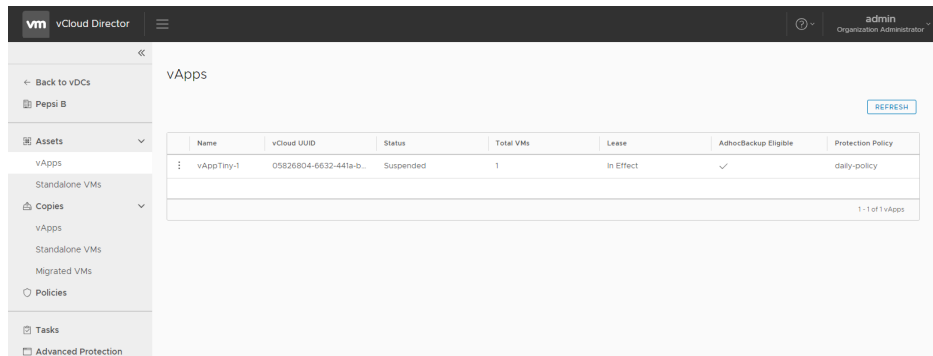 vm vCloud Director
admin
Organization Administrator
Back to vDCs
Pepsi B
Assets
vApps
Standalone VMs
Copies
vApps
Standalone VMs
Migrated VMs
Policies
Tasks
Advanced Protection
vApps
REFRESH
Name vCloud UUID Status Total VMs Lease AdhocBackup Eligible Protection Policy
vAppTiny-1 05826804-6632-441a-b... Suspended 1 In Effect daily-policy
1 - 1 of 1 vApps